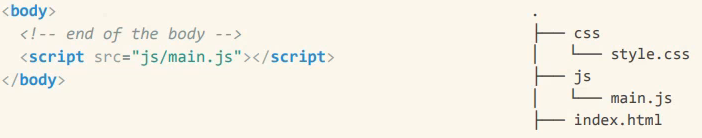 <body>
<!-- end of the body -->
<script src="js/main.js"></script>
</body>
.
├── css
│   └── style.css
├── js
│   └── main.js
├── index.html